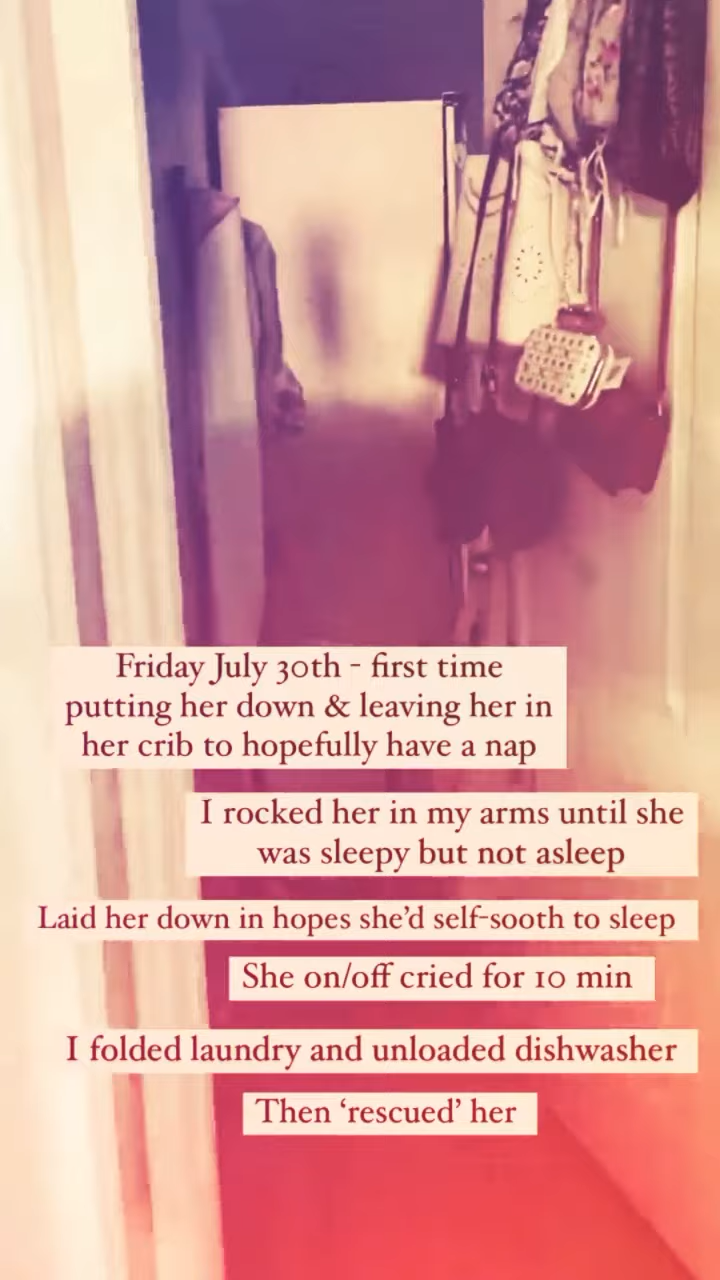 Friday July 30th - first time
putting her down & leaving her in
her crib to hopefully have a nap
I rocked her in my arms until she
was sleepy but not asleep
Laid her down in hopes she'd self-sooth to sleep
She on/off cried for 10 min
I folded laundry and unloaded dishwasher
Then ‘rescued’ her